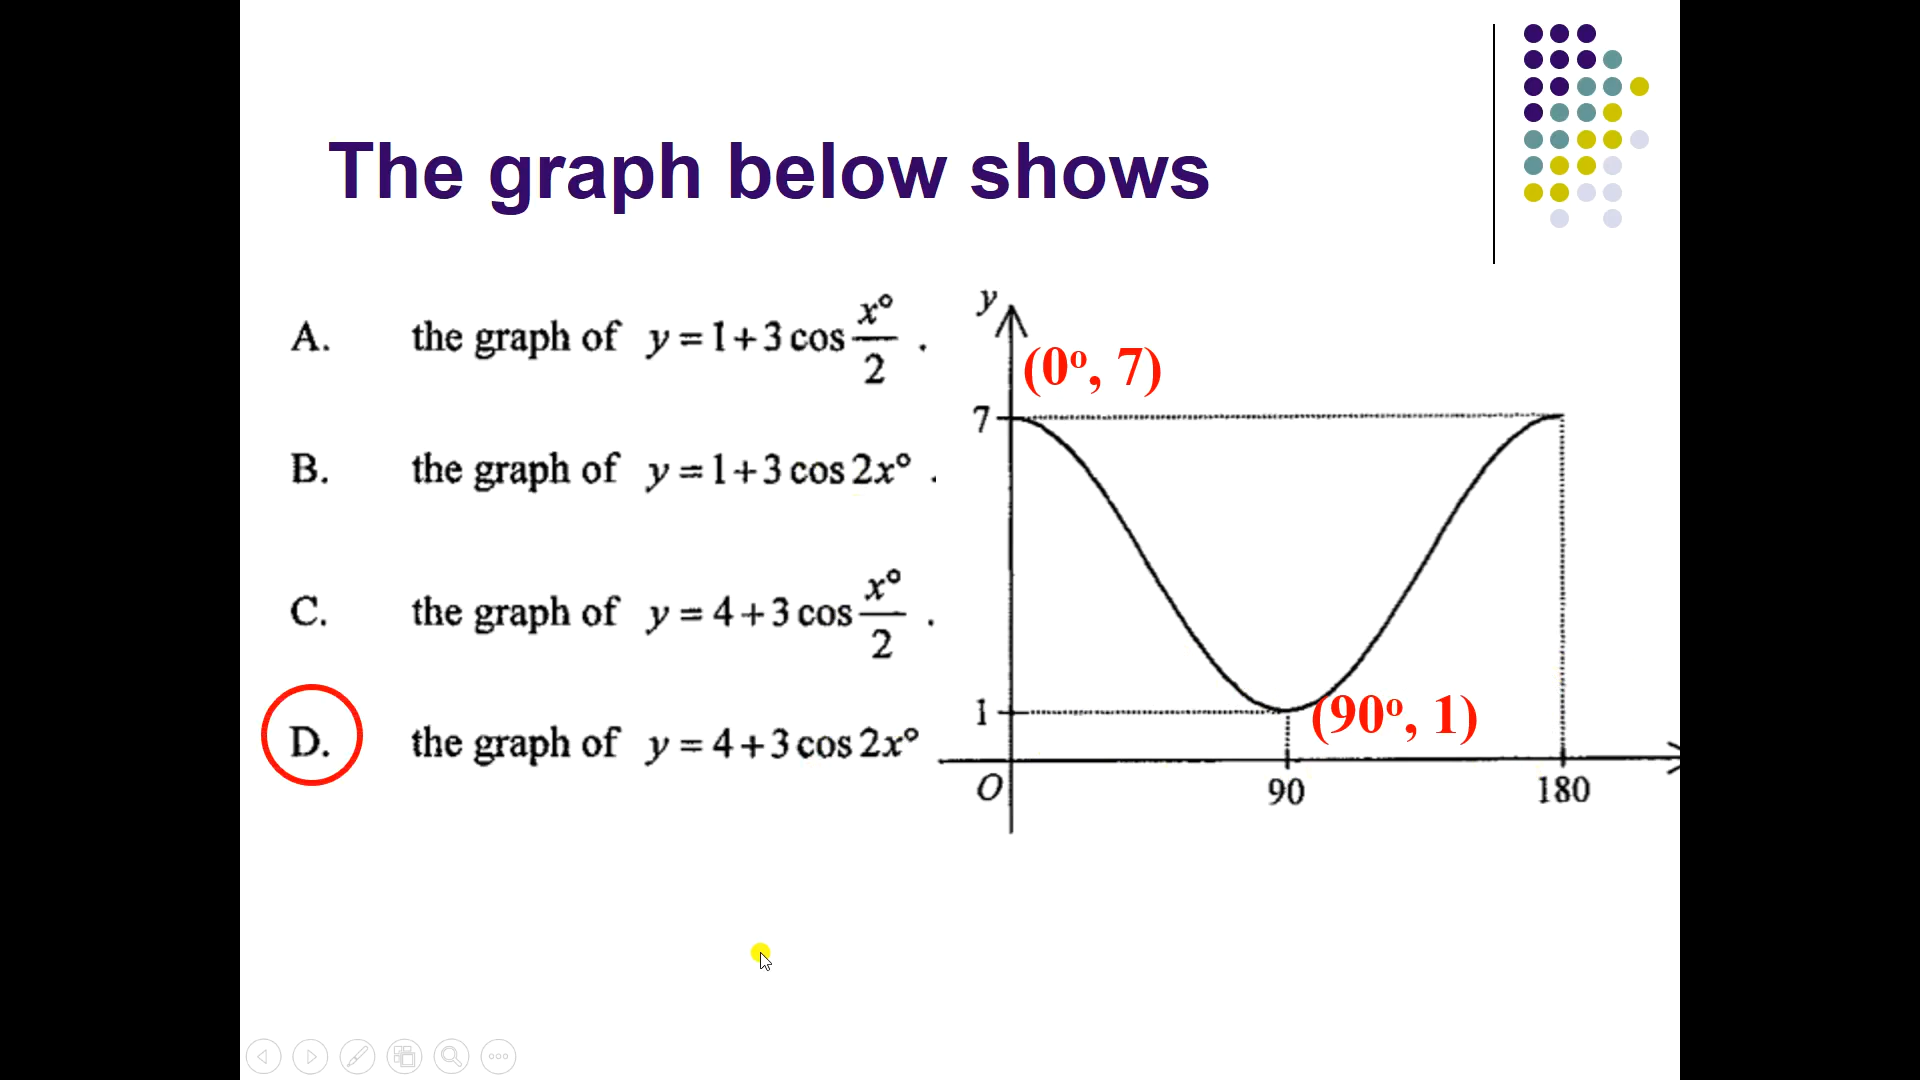 The graph below shows
A. the graph of y = 1 + 3 cos x°/2 .
B. the graph of y = 1 + 3 cos 2x° .
C. the graph of y = 4 + 3 cos x°/2 .
D. the graph of y = 4 + 3 cos 2x°
y
(0°, 7)
7
1
(90°, 1)
O
90
180